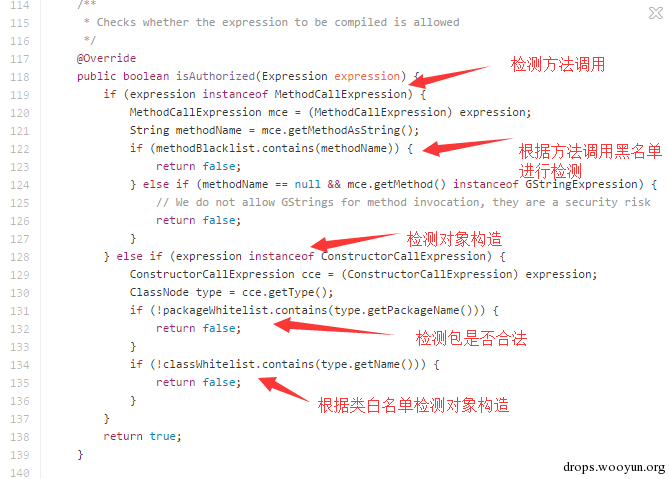 114 /**
115 * Checks whether the expression to be compiled is allowed
116 */
117 @Override
118 public boolean isAuthorized(Expression expression) {
检测方法调用
119 if (expression instanceof MethodCallExpression) {
120 MethodCallExpression mce = (MethodCallExpression) expression;
121 String methodName = mce.getMethodAsString();
122 if (methodBlacklist.contains(methodName)) {
根据方法调用黑名单
进行检测
123 return false;
124 } else if (methodName == null && mce.getMethod() instanceof GStringExpression) {
125 // We do not allow GStrings for method invocation, they are a security risk
126 return false;
127 }
检测对象构造
128 } else if (expression instanceof ConstructorCallExpression) {
129 ConstructorCallExpression cce = (ConstructorCallExpression) expression;
130 ClassNode type = cce.getType();
131 if (!packageWhitelist.contains(type.getPackageName())) {
132 return false;
检测包是否合法
133 }
134 if (!classWhitelist.contains(type.getName())) {
135 return false;
根据类白名单检测对象构造
136 }
137 }
138 return true;
139 }
140
drops.wooyun.org